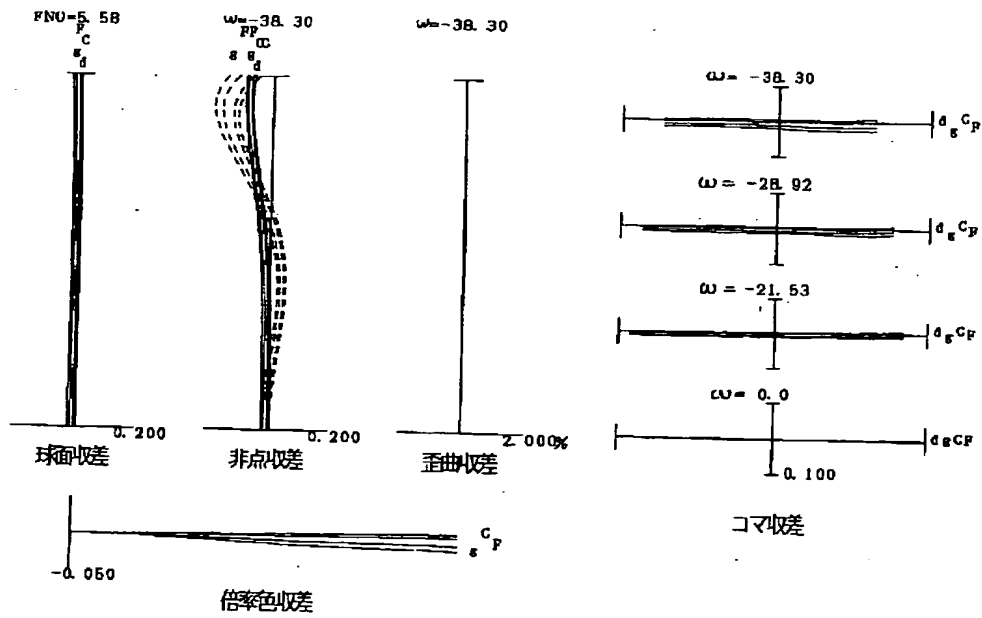 FNO=5.58
F
C
g
d
球面収差
0.200
ω=-38.30
FF
CC
g g
d
非点収差
0.200
ω=-38.30
歪曲収差
2.000%
ω= -38.30
d g C F
ω= -28.92
d g C F
ω= -21.53
d g C F
ω= 0.0
d g C F
0.100
コマ収差
C
F
g
-0.050
倍率色収差